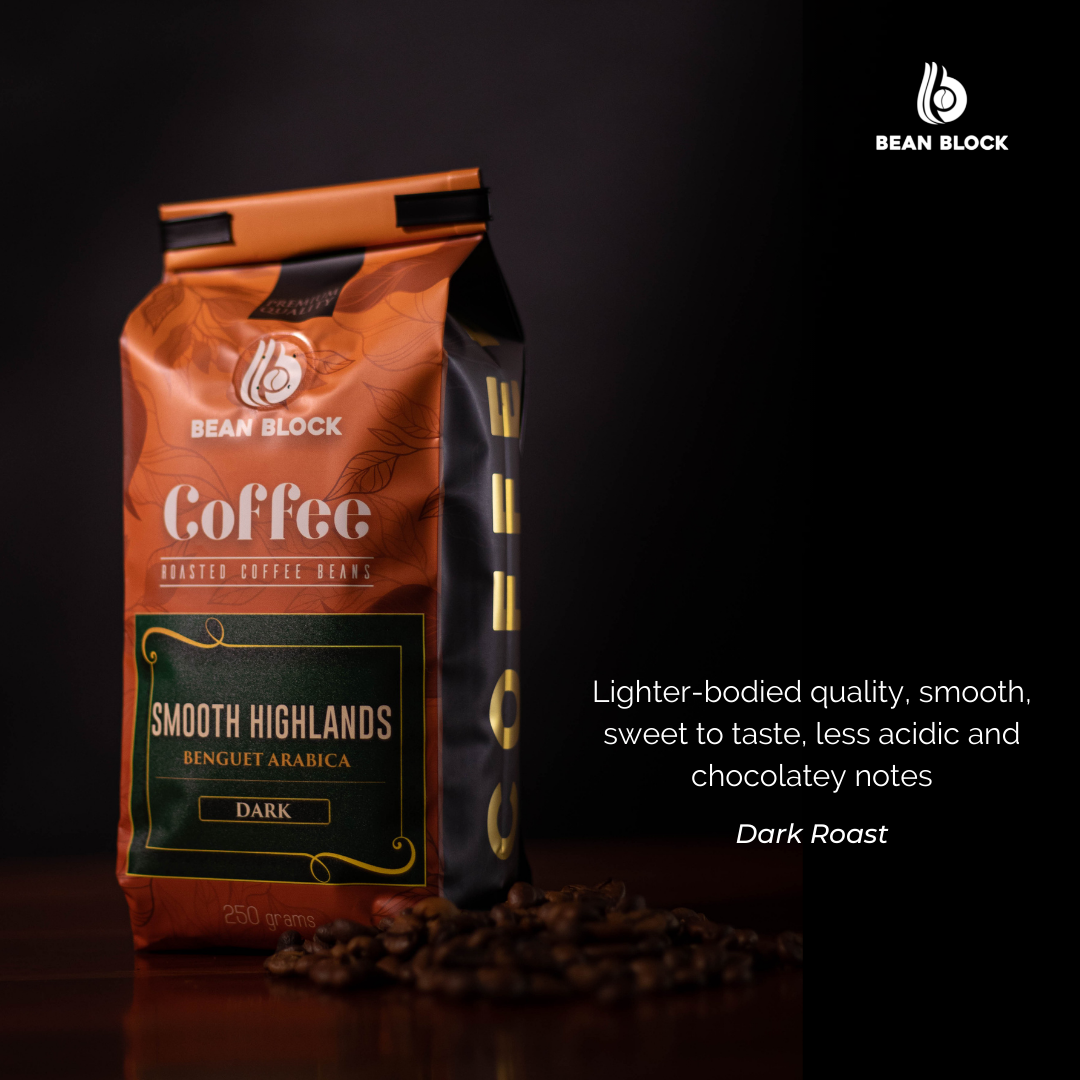 BEAN BLOCK
PREMIUM
QUALITY
BEAN BLOCK
Coffee
ROASTED COFFEE BEANS
SMOOTH HIGHLANDS
BENGUET ARABICA
DARK
250 grams
COFFEE
Lighter-bodied quality, smooth,
sweet to taste, less acidic and
chocolatey notes
Dark Roast